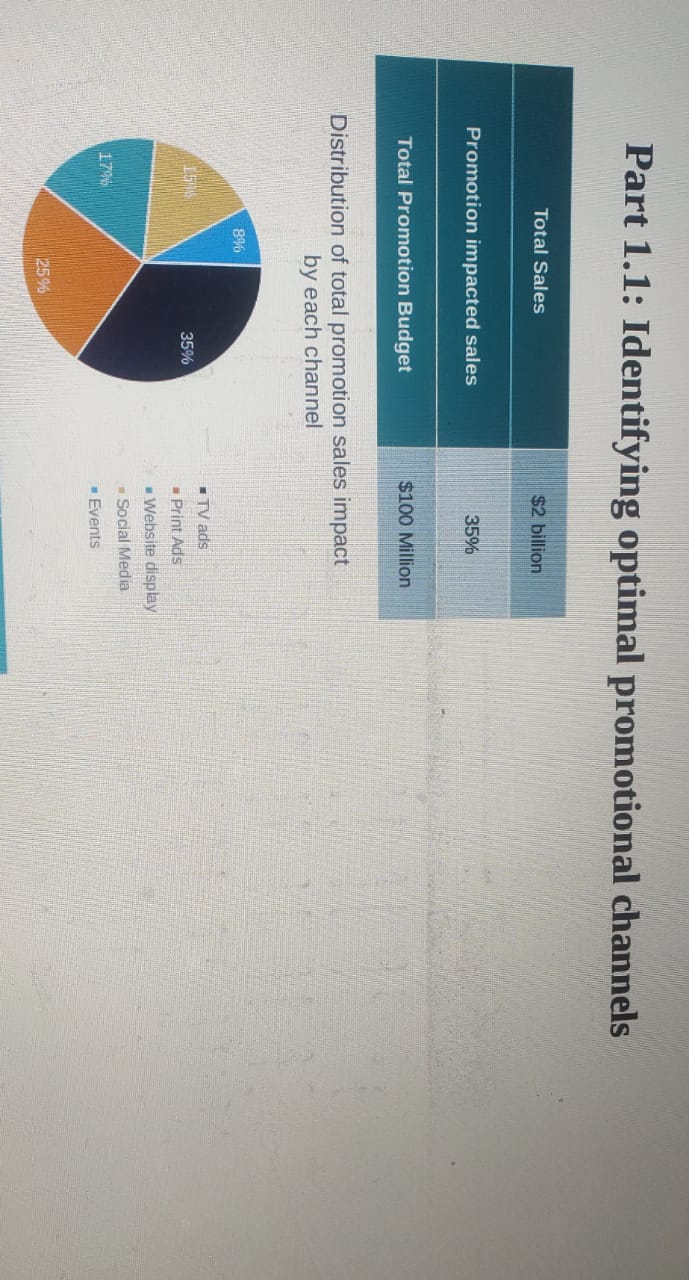 Part 1.1: Identifying optimal promotional channels
Total Sales $2 billion
Promotion impacted sales 35%
Total Promotion Budget $100 Million
Distribution of total promotion sales impact
by each channel
8%
15%
35%
17%
25%
TV ads
Print Ads
Website display
Social Media
Events